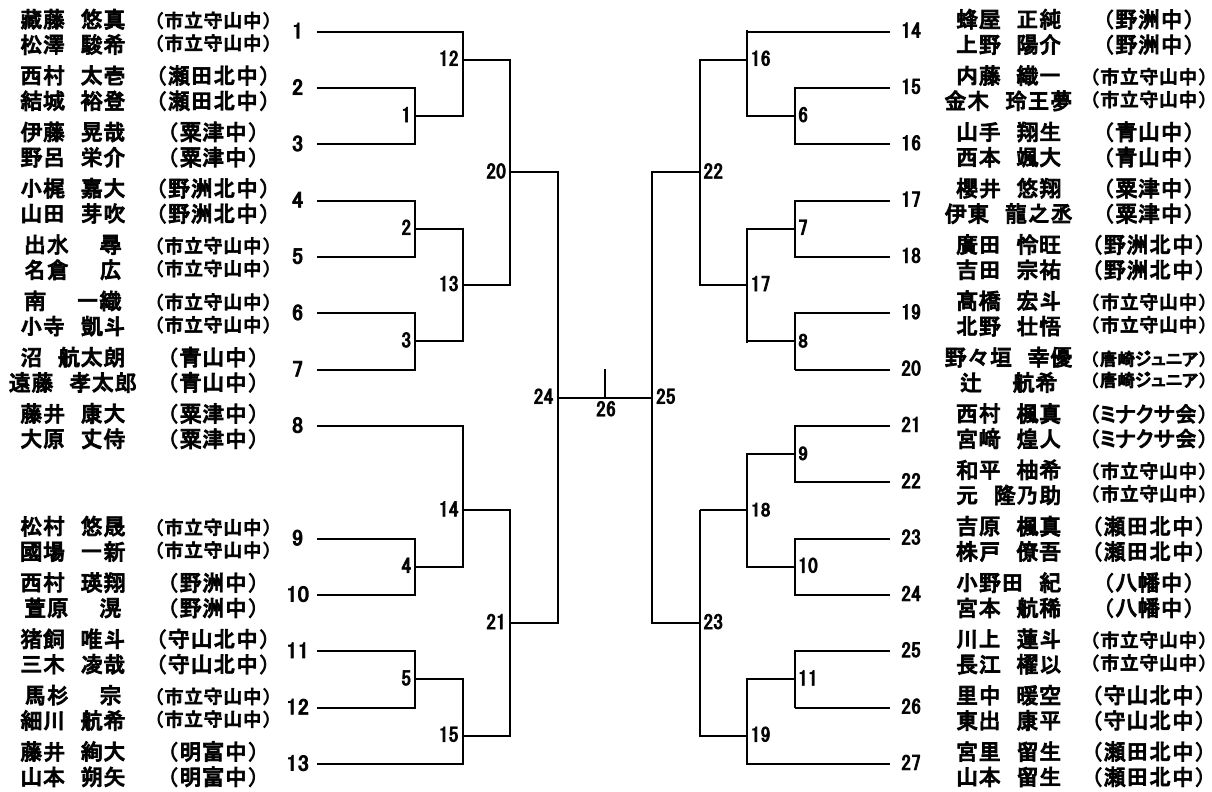 藏藤 悠真 (市立守山中)
松澤 駿希 (市立守山中)
1
西村 太壱 (瀬田北中)
結城 裕登 (瀬田北中)
2
伊藤 晃哉 (粟津中)
野呂 栄介 (粟津中)
3
小梶 嘉大 (野洲北中)
山田 芽吹 (野洲北中)
4
出水 尋 (市立守山中)
名倉 広 (市立守山中)
5
南 一織 (市立守山中)
小寺 凱斗 (市立守山中)
6
沼 航太朗 (青山中)
遠藤 孝太郎 (青山中)
7
藤井 康大 (粟津中)
大原 丈侍 (粟津中)
8
松村 悠晟 (市立守山中)
國場 一新 (市立守山中)
9
西村 瑛翔 (野洲中)
萱原 滉 (野洲中)
10
猪飼 唯斗 (守山北中)
三木 凌哉 (守山北中)
11
馬杉 宗 (市立守山中)
細川 航希 (市立守山中)
12
藤井 絢大 (明富中)
山本 朔矢 (明富中)
13
1
2
3
4
5
12
13
14
15
20
21
24
26
25
22
23
16
17
18
19
6
7
8
9
10
11
14
蜂屋 正純 (野洲中)
上野 陽介 (野洲中)
15
内藤 織一 (市立守山中)
金木 玲王夢 (市立守山中)
16
山手 翔生 (青山中)
西本 颯大 (青山中)
17
櫻井 悠翔 (粟津中)
伊東 龍之丞 (粟津中)
18
廣田 怜旺 (野洲北中)
吉田 宗祐 (野洲北中)
19
高橋 宏斗 (市立守山中)
北野 壮悟 (市立守山中)
20
野々垣 幸優 (唐崎ジュニア)
辻 航希 (唐崎ジュニア)
21
西村 楓真 (ミナクサ会)
宮﨑 煌人 (ミナクサ会)
22
和平 柚希 (市立守山中)
元 隆乃助 (市立守山中)
23
吉原 楓真 (瀬田北中)
株戸 僚吾 (瀬田北中)
24
小野田 紀 (八幡中)
宮本 航稀 (八幡中)
25
川上 蓮斗 (市立守山中)
長江 櫂以 (市立守山中)
26
里中 暖空 (守山北中)
東出 康平 (守山北中)
27
宮里 留生 (瀬田北中)
山本 留生 (瀬田北中)